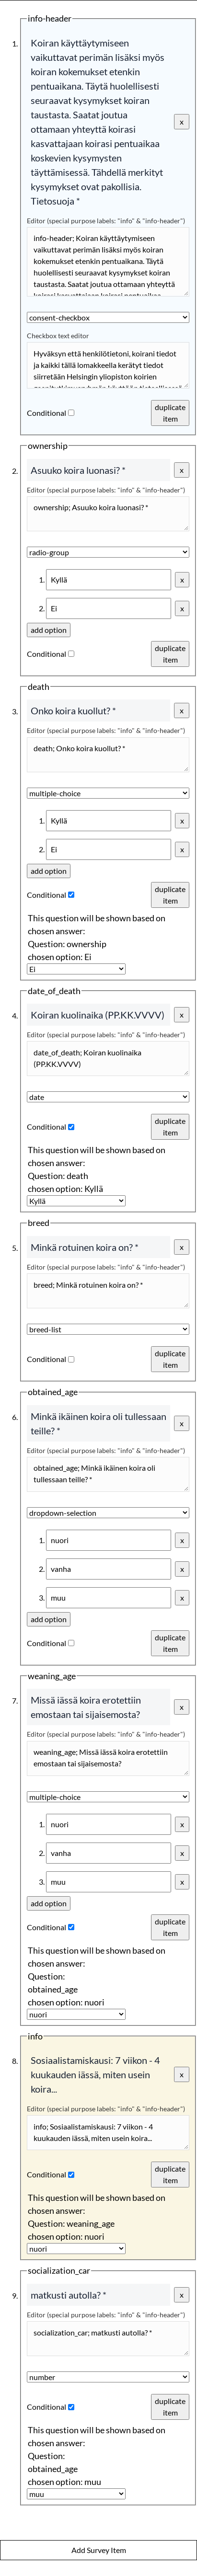 info-header
1.
Koiran käyttäytymiseen
vaikuttavat perimän lisäksi myös
koiran kokemukset etenkin
pentuaikana. Täytä huolellisesti
seuraavat kysymykset koiran
taustasta. Saatat joutua
ottamaan yhteyttä koirasi
kasvattajaan koirasi pentuaikaa
koskevien kysymysten
täyttämisessä. Tähdellä merkityt
kysymykset ovat pakollisia.
Tietosuoja *
x
Editor (special purpose labels: "info" & "info-header")
info-header; Koiran käyttäytymiseen
vaikuttavat perimän lisäksi myös koiran
kokemukset etenkin pentuaikana. Täytä
huolellisesti seuraavat kysymykset koiran
taustasta. Saatat joutua ottamaan yhteyttä
koirasi kasvattajaan koirasi pentuaikaa
consent-checkbox
Checkbox text editor
Hyväksyn että henkilötietoni, koirani tiedot
ja kaikki tällä lomakkeella kerätyt tiedot
siirretään Helsingin yliopiston koirien
Conditional
duplicate
item
ownership
2. Asuuko koira luonasi? * x
Editor (special purpose labels: "info" & "info-header")
ownership; Asuuko koira luonasi? *
radio-group
1. Kyllä x
2. Ei x
add option
Conditional
duplicate
item
death
3. Onko koira kuollut? * x
Editor (special purpose labels: "info" & "info-header")
death; Onko koira kuollut? *
multiple-choice
1. Kyllä x
2. Ei x
add option
Conditional
duplicate
item
This question will be shown based on
chosen answer:
Question: ownership
chosen option: Ei
Ei
date_of_death
4. Koiran kuolinaika (PP.KK.VVVV) x
Editor (special purpose labels: "info" & "info-header")
date_of_death; Koiran kuolinaika
(PP.KK.VVVV)
date
Conditional
duplicate
item
This question will be shown based on
chosen answer:
Question: death
chosen option: Kyllä
Kyllä
breed
5. Minkä rotuinen koira on? * x
Editor (special purpose labels: "info" & "info-header")
breed; Minkä rotuinen koira on? *
breed-list
Conditional
duplicate
item
obtained_age
6. Minkä ikäinen koira oli tullessaan
teille? *
x
Editor (special purpose labels: "info" & "info-header")
obtained_age; Minkä ikäinen koira oli
tullessaan teille? *
dropdown-selection
1. nuori x
2. vanha x
3. muu x
add option
Conditional
duplicate
item
weaning_age
7. Missä iässä koira erotettiin
emostaan tai sijaisemosta?
x
Editor (special purpose labels: "info" & "info-header")
weaning_age; Missä iässä koira erotettiin
emostaan tai sijaisemosta?
multiple-choice
1. nuori x
2. vanha x
3. muu x
add option
Conditional
duplicate
item
This question will be shown based on
chosen answer:
Question:
obtained_age
chosen option: nuori
nuori
info
8. Sosiaalistamiskausi: 7 viikon - 4
kuukauden iässä, miten usein
koira...
x
Editor (special purpose labels: "info" & "info-header")
info; Sosiaalistamiskausi: 7 viikon - 4
kuukauden iässä, miten usein koira...
Conditional
duplicate
item
This question will be shown based on
chosen answer:
Question: weaning_age
chosen option: nuori
nuori
socialization_car
9. matkusti autolla? * x
Editor (special purpose labels: "info" & "info-header")
socialization_car; matkusti autolla? *
number
Conditional
duplicate
item
This question will be shown based on
chosen answer:
Question:
obtained_age
chosen option: muu
muu
Add Survey Item